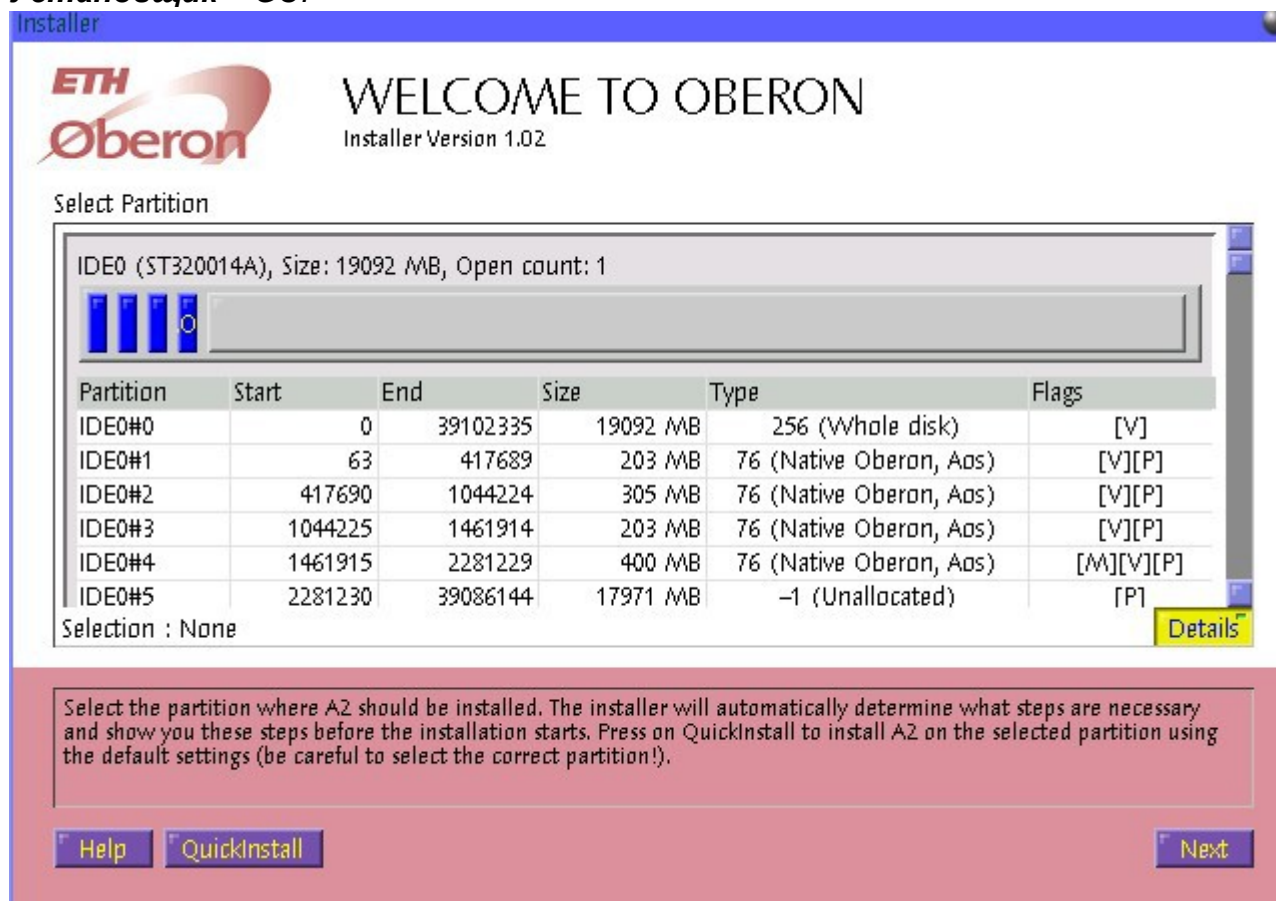 Installer
ETH
Oberon
WELCOME TO OBERON
Installer Version 1.02
Select Partition
IDE0 (ST320014A), Size: 19092 MB, Open count: 1
O
Partition Start End Size Type Flags
IDE0#0 0 39102335 19092 MB 256 (Whole disk) [V]
IDE0#1 63 417689 203 MB 76 (Native Oberon, Aos) [V][P]
IDE0#2 417690 1044224 305 MB 76 (Native Oberon, Aos) [V][P]
IDE0#3 1044225 1461914 203 MB 76 (Native Oberon, Aos) [V][P]
IDE0#4 1461915 2281229 400 MB 76 (Native Oberon, Aos) [M][V][P]
IDE0#5 2281230 39086144 17971 MB –1 (Unallocated) [P]
Selection : None Details
Select the partition where A2 should be installed. The installer will automatically determine what steps are necessary
and show you these steps before the installation starts. Press on QuickInstall to install A2 on the selected partition using
the default settings (be careful to select the correct partition!).
Help QuickInstall Next